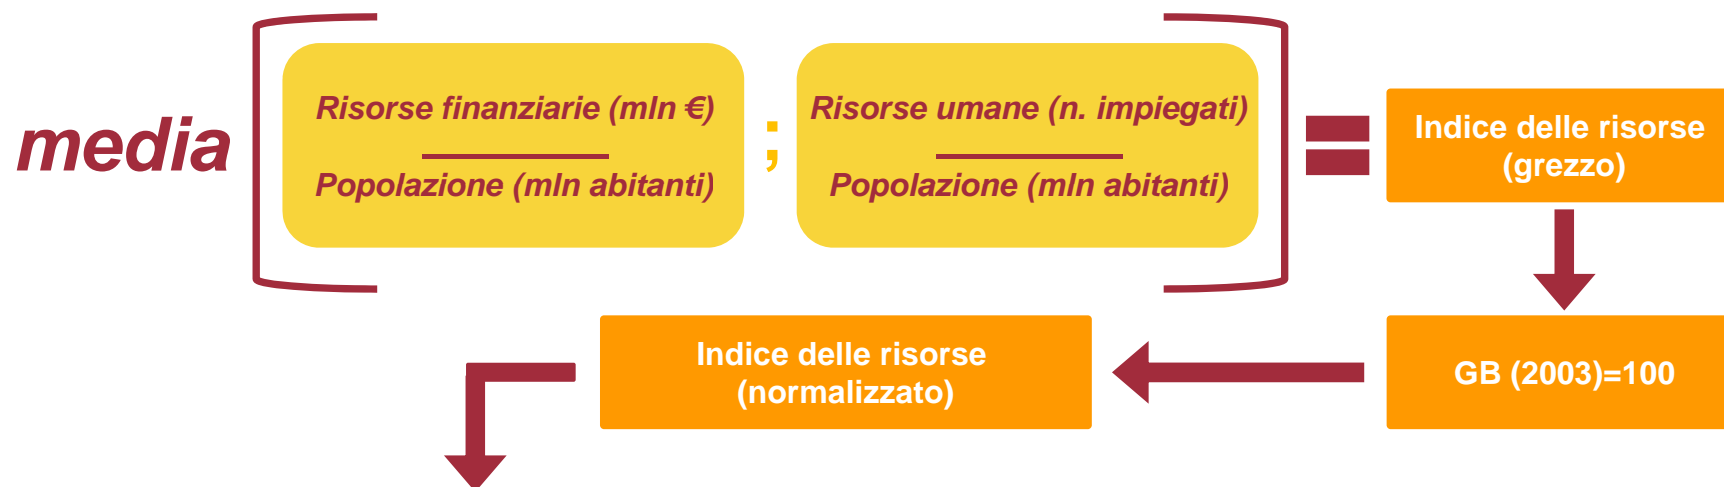 media
Risorse finanziarie (mln €)
Popolazione (mln abitanti)
;
Risorse umane (n. impiegati)
Popolazione (mln abitanti)
=
Indice delle risorse
(grezzo)
GB (2003)=100
Indice delle risorse
(normalizzato)